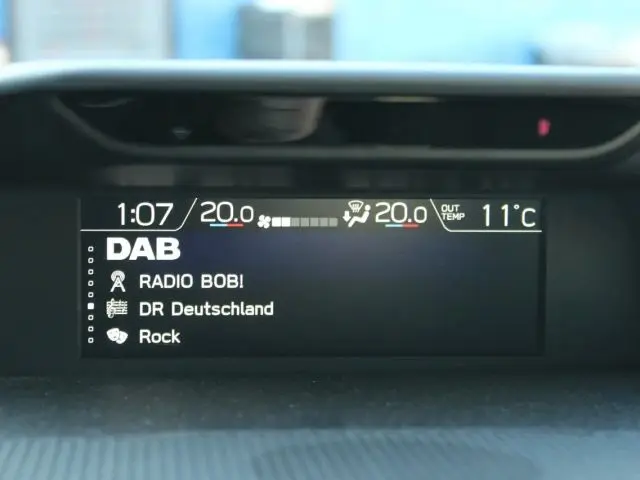 1:07 20.0 20.0 OUT TEMP 11°C
DAB
RADIO BOB!
DR Deutschland
Rock